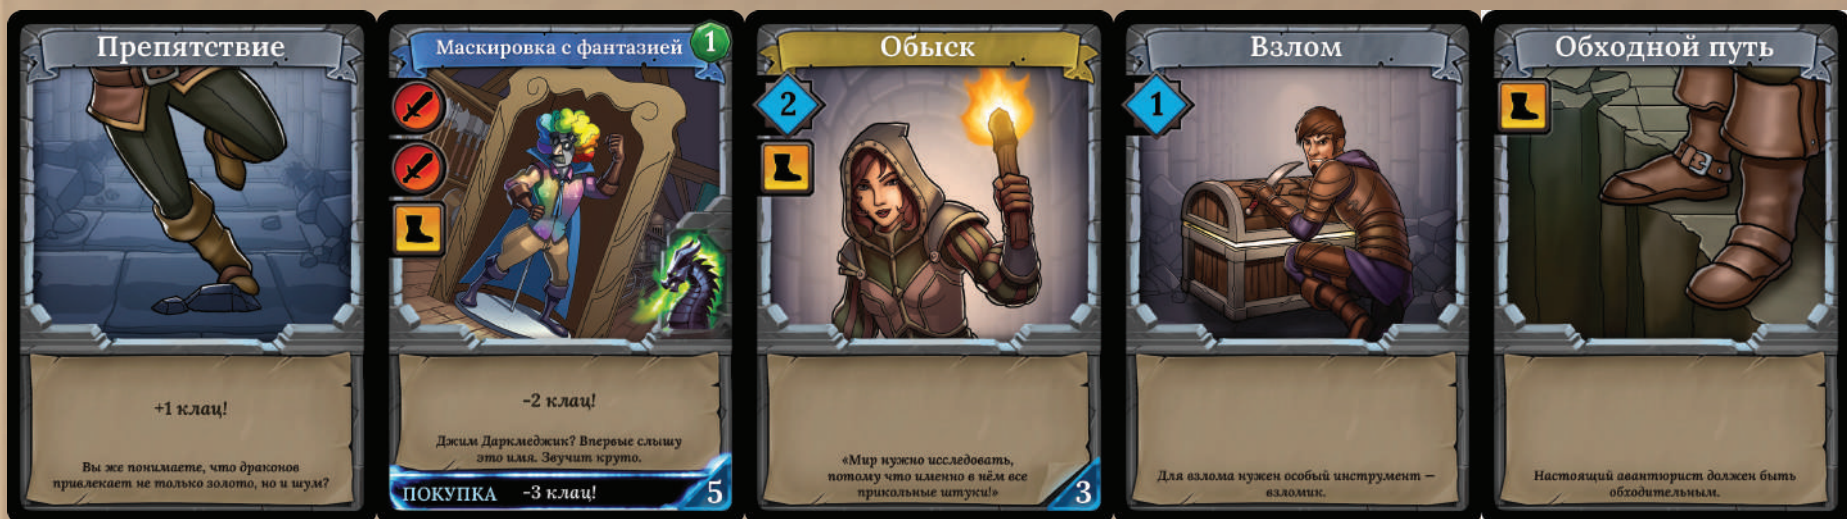 Препятствие
+1 клац!
Вы же понимаете, что драконов
привлекает не только золото, но и шум?
Маскировка с фантазией
1
-2 клац!
Джим Даркмеджик? Впервые слышу
это имя. Звучит круто.
ПОКУПКА -3 клац! 5
Обыск
2
«Мир нужно исследовать,
потому что именно в нём все
прикольные штуки!»
3
Взлом
1
Для взлома нужен особый инструмент —
взломик.
Обходной путь
Настоящий авантюрист должен быть
обходительным.